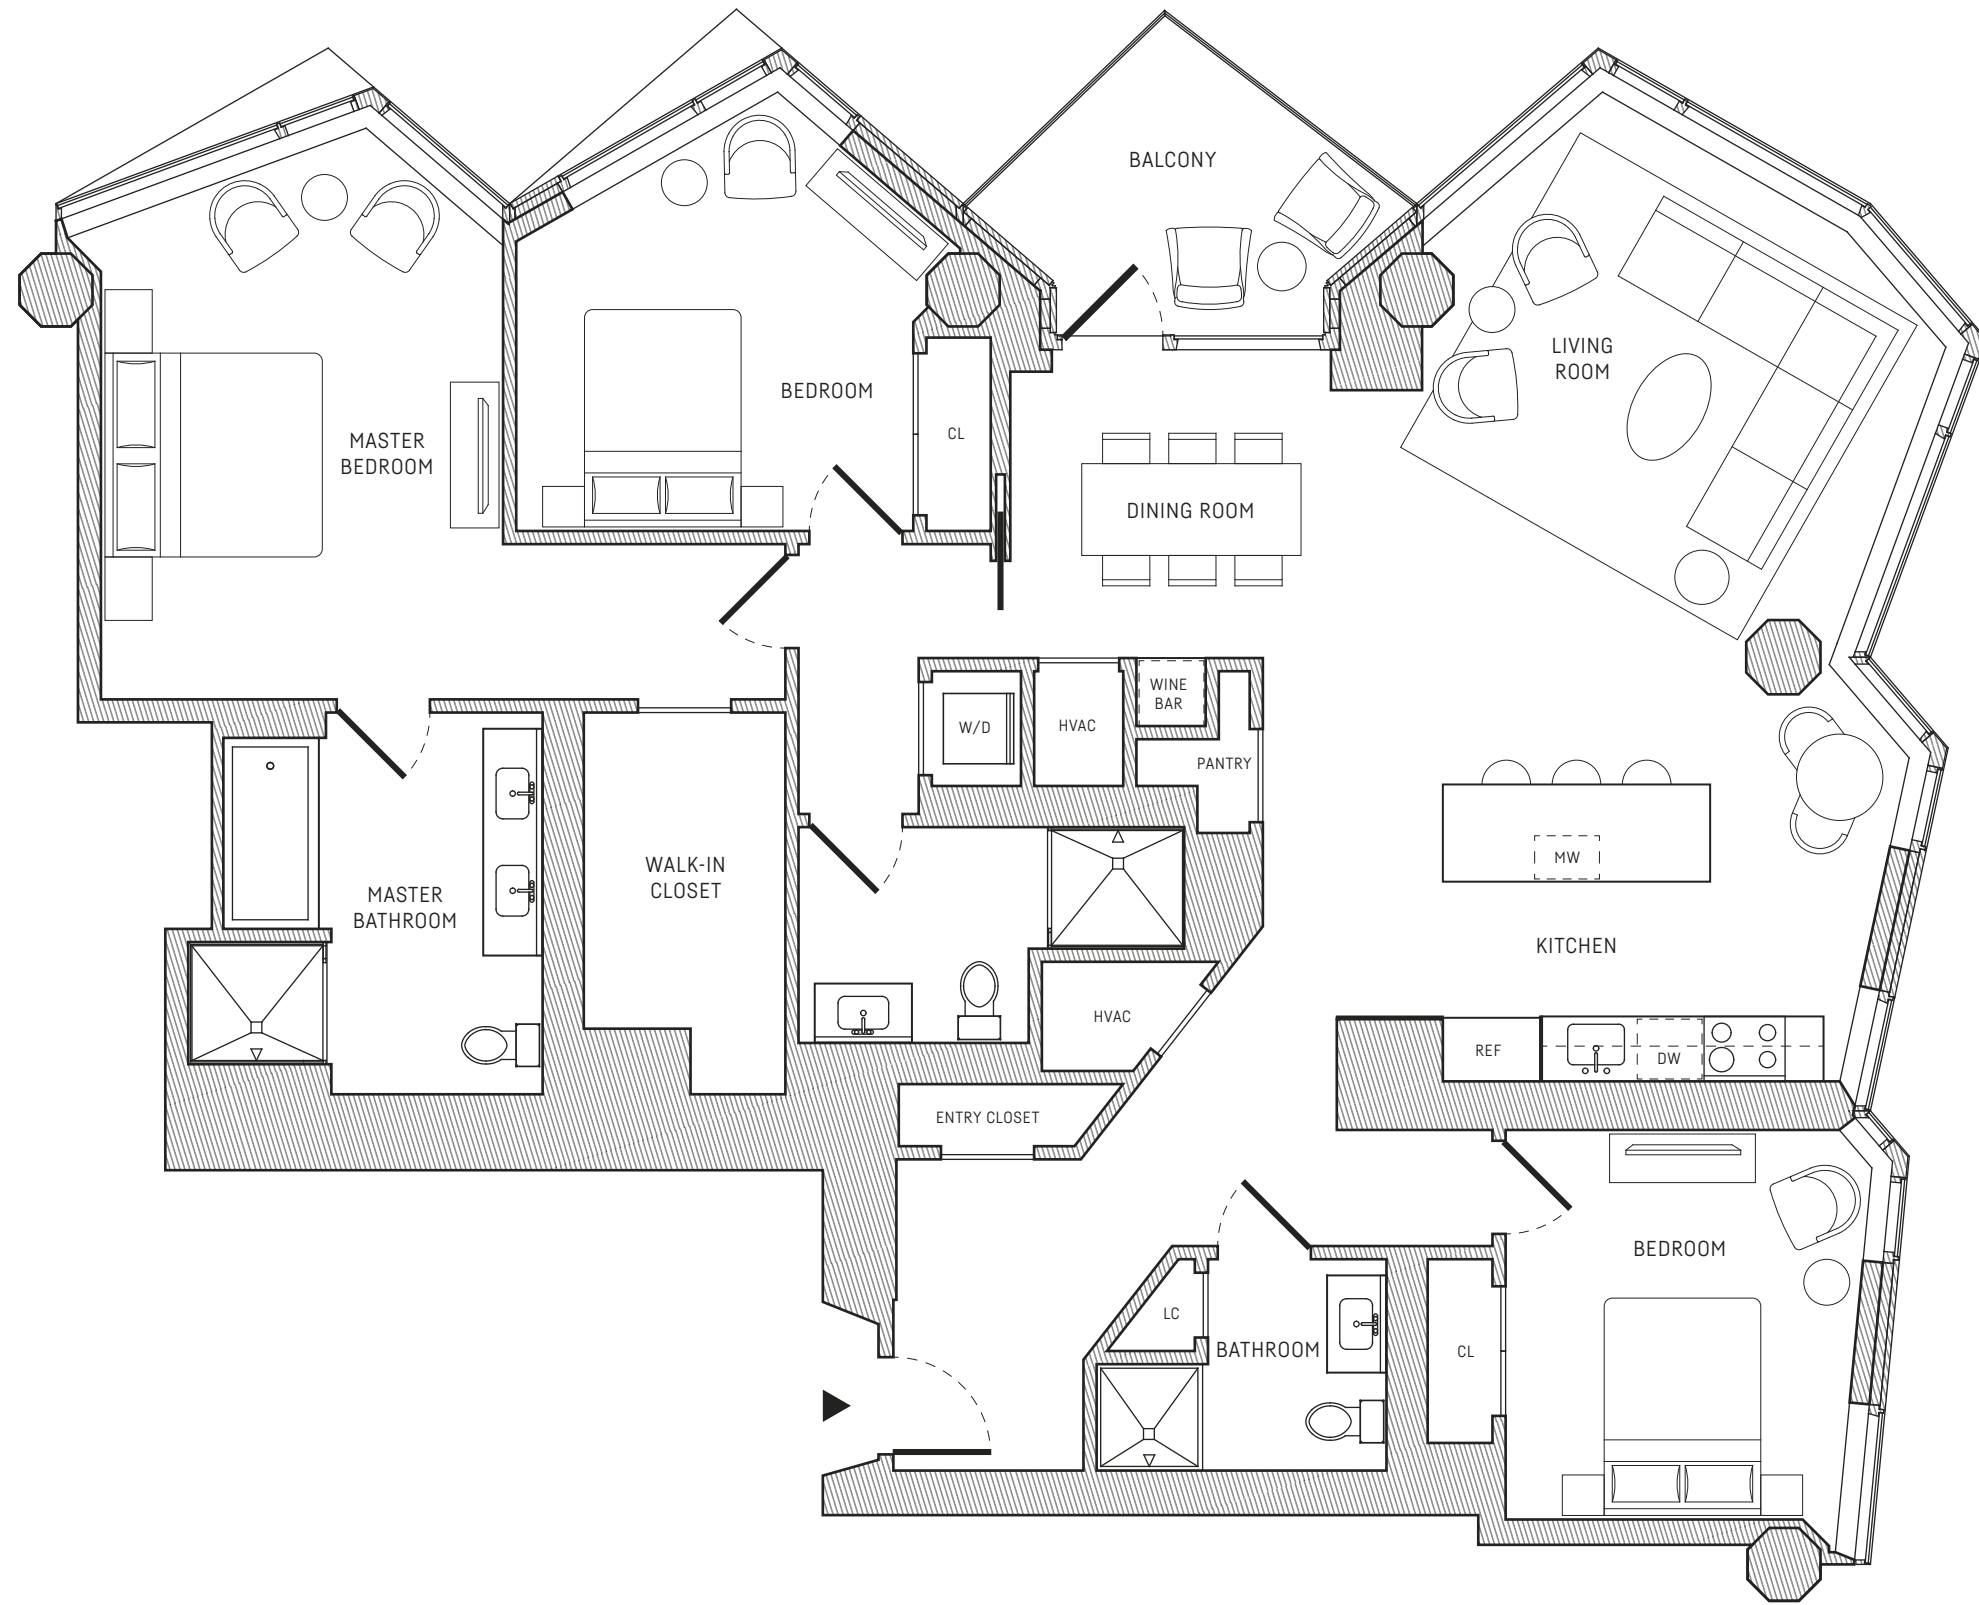 BALCONY
LIVING
ROOM
BEDROOM
CL
MASTER
BEDROOM
DINING ROOM
WINE
BAR
W/D
HVAC
PANTRY
WALK-IN
CLOSET
MASTER
BATHROOM
MW
KITCHEN
HVAC
REF
DW
ENTRY CLOSET
BEDROOM
LC
BATHROOM
CL